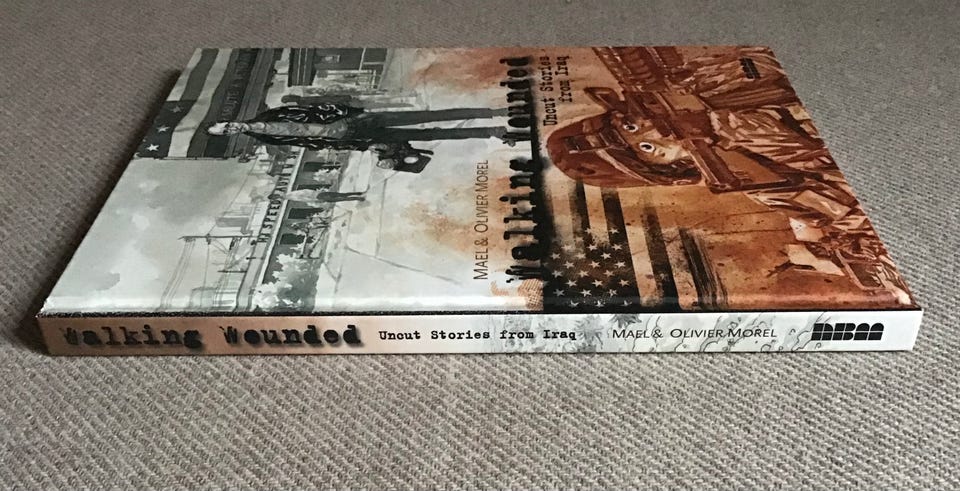 MAEL & OLIVIER MOREL
Walking Wounded
Uncut Stories
from Iraq
Walking Wounded Uncut Stories from Iraq MAEL & OLIVIER MOREL NBM